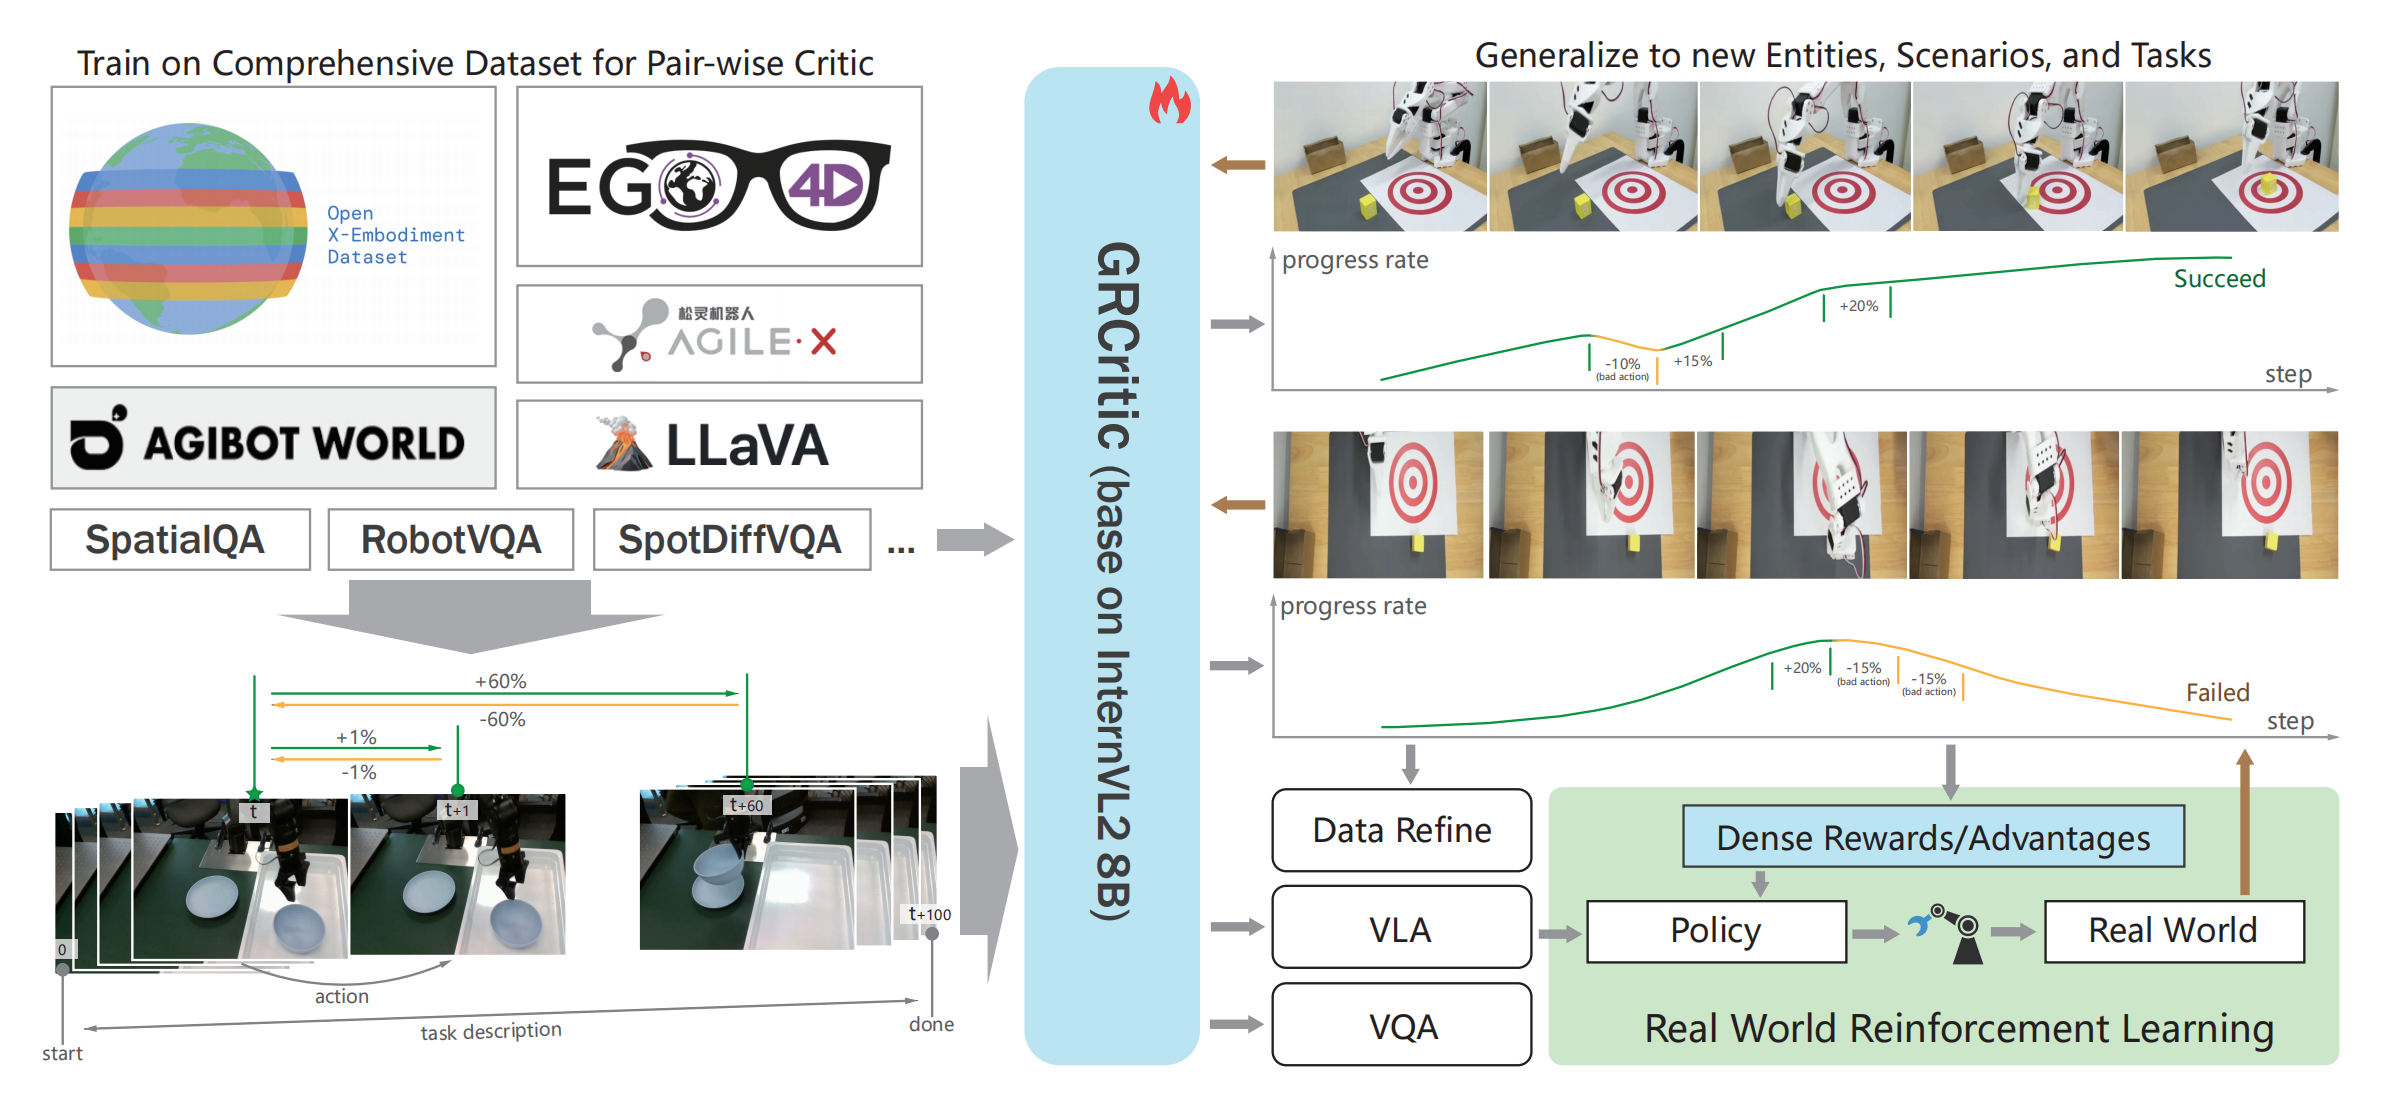 Train on Comprehensive Dataset for Pair-wise Critic
Open
X-Embodiment
Dataset
EGO 4D
松灵机器人
AGILE·X
AGIBOT WORLD
LLaVA
SpatialQA
RobotVQA
SpotDiffVQA
...
+60%
-60%
+1%
-1%
t
t+1
t+60
t+100
0
action
task description
start
done
GRCritic (base on InternVL2 8B)
Generalize to new Entities, Scenarios, and Tasks
progress rate
Succeed
+20%
-10%
(bad action)
+15%
step
progress rate
+20%
-15%
(bad action)
-15%
(bad action)
Failed
step
Data Refine
VLA
VQA
Dense Rewards/Advantages
Policy
Real World
Real World Reinforcement Learning